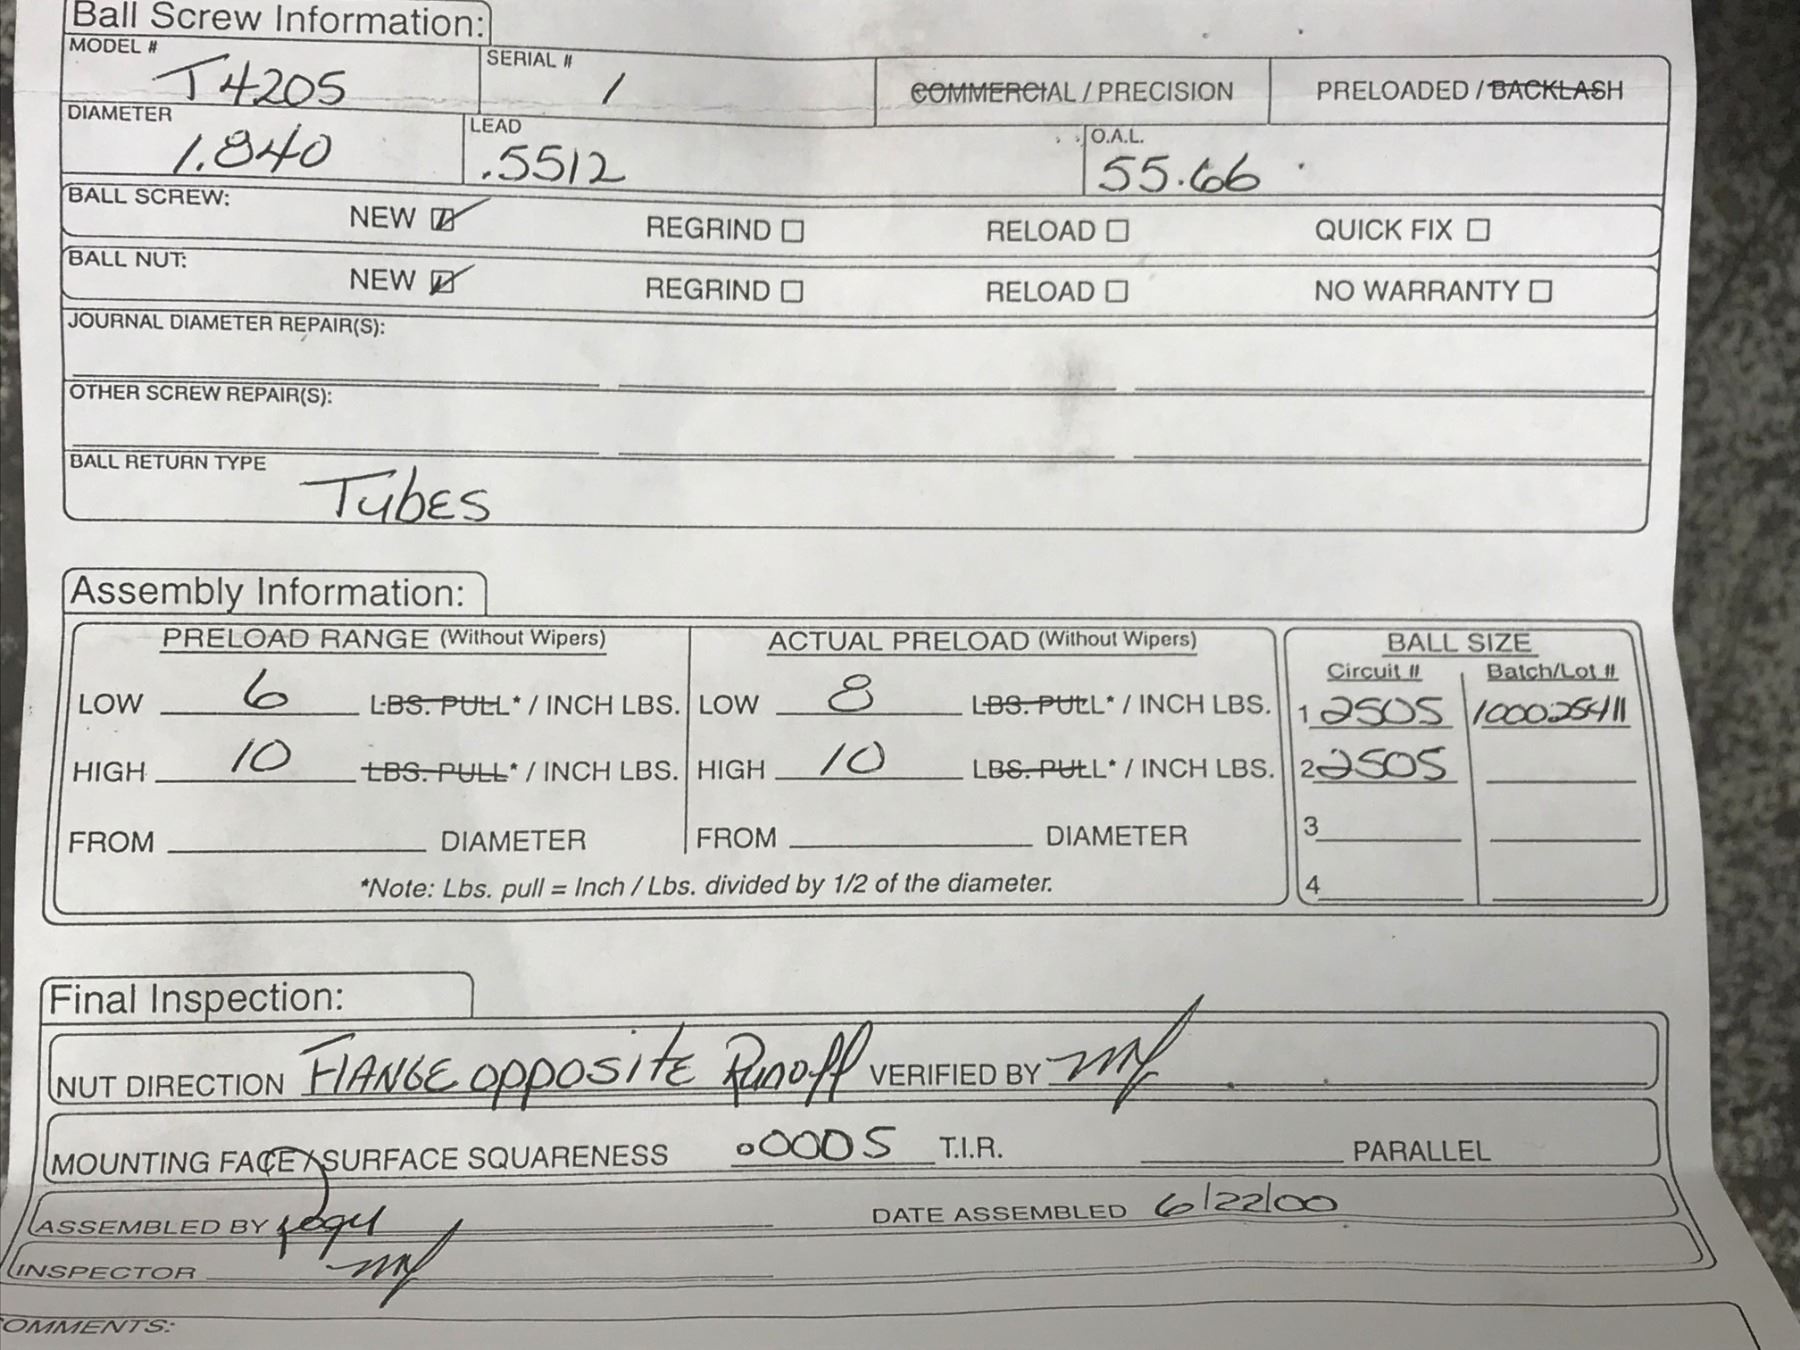 Ball Screw Information:
MODEL # T4205 SERIAL # 1 COMMERCIAL / PRECISION PRELOADED / BACKLASH
DIAMETER 1.840 LEAD .5512 O.A.L. 55.66
BALL SCREW: NEW REGRIND RELOAD QUICK FIX
BALL NUT: NEW REGRIND RELOAD NO WARRANTY
JOURNAL DIAMETER REPAIR(S):
OTHER SCREW REPAIR(S):
BALL RETURN TYPE Tubes
Assembly Information:
PRELOAD RANGE (Without Wipers) ACTUAL PRELOAD (Without Wipers) BALL SIZE
Circuit # Batch/Lot #
LOW 6 LBS. PULL* / INCH LBS. LOW 8 LBS. PULL* / INCH LBS. 1 2505 100025411
HIGH 10 LBS. PULL* / INCH LBS. HIGH 10 LBS. PULL* / INCH LBS. 2 2505
FROM DIAMETER FROM DIAMETER 3
*Note: Lbs. pull = Inch / Lbs. divided by 1/2 of the diameter. 4
Final Inspection:
NUT DIRECTION FlANGE opposite Runoff VERIFIED BY
MOUNTING FACE / SURFACE SQUARENESS .0005 T.I.R. PARALLEL
ASSEMBLED BY DATE ASSEMBLED 6/22/00
INSPECTOR
OMMENTS: